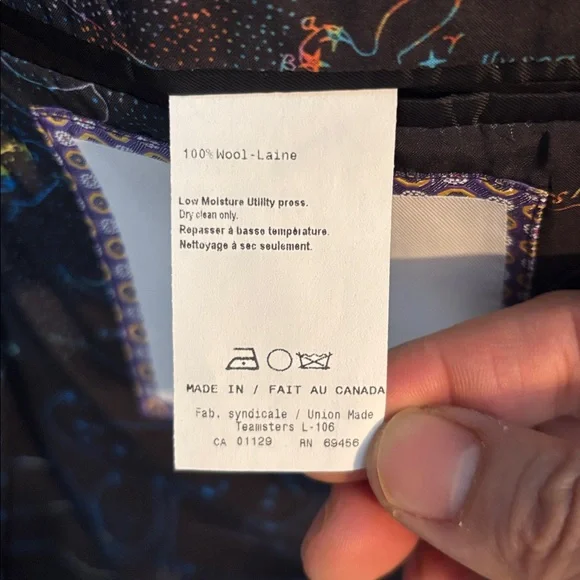 100% Wool-Laine
Low Moisture Utility press.
Dry clean only.
Repasser à basse température.
Nettoyage à sec seulement.
MADE IN / FAIT AU CANADA
Fab. syndicale / Union Made
Teamsters L-106
CA 01129 RN 69456